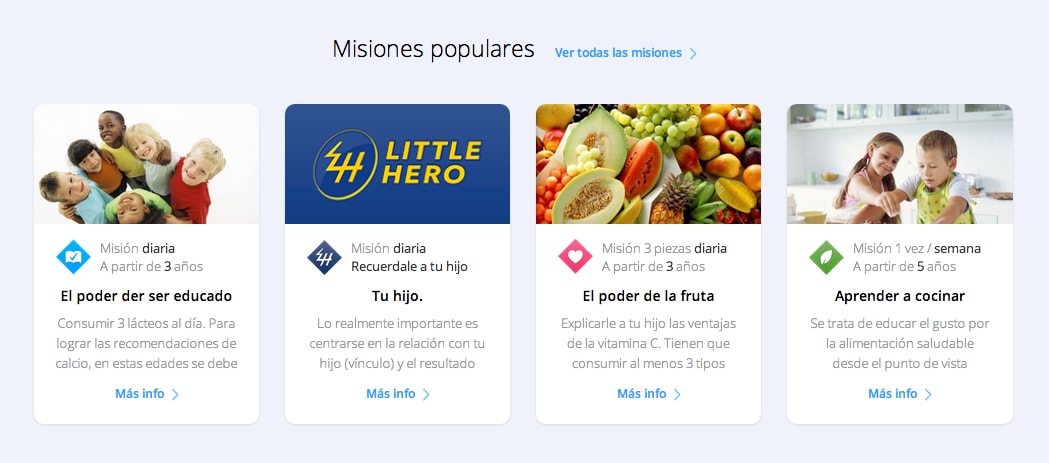 Misiones populares Ver todas las misiones
LITTLE
HERO
Misión diaria
A partir de 3 años
El poder der ser educado
Consumir 3 lácteos al día. Para
lograr las recomendaciones de
calcio, en estas edades se debe
Más info
Misión diaria
Recuerdale a tu hijo
Tu hijo.
Lo realmente importante es
centrarse en la relación con tu
hijo (vínculo) y el resultado
Más info
Misión 3 piezas diaria
A partir de 3 años
El poder de la fruta
Explicarle a tu hijo las ventajas
de la vitamina C. Tienen que
consumir al menos 3 tipos
Más info
Misión 1 vez / semana
A partir de 5 años
Aprender a cocinar
Se trata de educar el gusto por
la alimentación saludable
desde el punto de vista
Más info